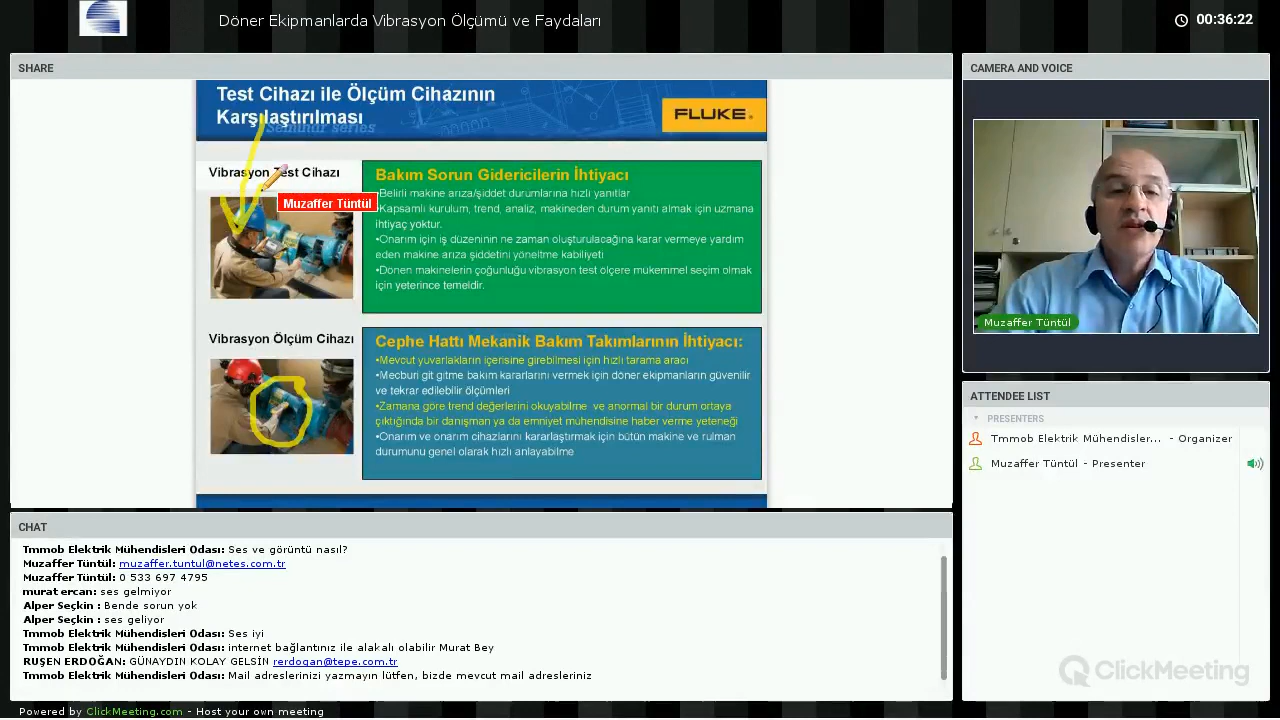 Döner Ekipmanlarda Vibrasyon Ölçümü ve Faydaları
00:36:22
SHARE
Test Cihazı ile Ölçüm Cihazının
Karşılaştırılması
Seminar series
FLUKE®
Vibrasyon Test Cihazı
Muzaffer Tüntül
Bakım Sorun Gidericilerin İhtiyacı
•Belirli makine arıza/şiddet durumlarına hızlı yanıtlar
•Kapsamlı kurulum, trend, analiz, makineden durum yanıtı almak için uzmana
ihtiyaç yoktur.
•Onarım için iş düzeninin ne zaman oluşturulacağına karar vermeye yardım
eden makine arıza şiddetini yöneltme kabiliyeti
•Dönen makinelerin çoğunluğu vibrasyon test ölçere mükemmel seçim olmak
için yeterince temeldir.
Vibrasyon Ölçüm Cihazı
Cephe Hattı Mekanik Bakım Takımlarının İhtiyacı:
•Mevcut yuvarlakların içerisine girebilmesi için hızlı tarama aracı
•Mecburi git gitme bakım kararlarını vermek için döner ekipmanların güvenilir
ve tekrar edilebilir ölçümleri
•Zamana göre trend değerlerini okuyabilme ve anormal bir durum ortaya
çıktığında bir danışman ya da emniyet mühendisine haber verme yeteneği
•Onarım ve onarım cihazlarını kararlaştırmak için bütün makine ve rulman
durumunu genel olarak hızlı anlayabilme
CAMERA AND VOICE
Muzaffer Tüntül
ATTENDEE LIST
PRESENTERS
Tmmob Elektrik Mühendisler... - Organizer
Muzaffer Tüntül - Presenter
CHAT
Tmmob Elektrik Mühendisleri Odası: Ses ve görüntü nasıl?
Muzaffer Tüntül: muzaffer.tuntul@netes.com.tr
Muzaffer Tüntül: 0 533 697 4795
murat ercan: ses gelmiyor
Alper Seçkin : Bende sorun yok
Alper Seçkin : ses geliyor
Tmmob Elektrik Mühendisleri Odası: Ses iyi
Tmmob Elektrik Mühendisleri Odası: internet bağlantınız ile alakalı olabilir Murat Bey
RUŞEN ERDOĞAN: GÜNAYDIN KOLAY GELSİN rerdogan@tepe.com.tr
Tmmob Elektrik Mühendisleri Odası: Mail adreslerinizi yazmayın lütfen, bizde mevcut mail adresleriniz
ClickMeeting
Powered by ClickMeeting.com - Host your own meeting